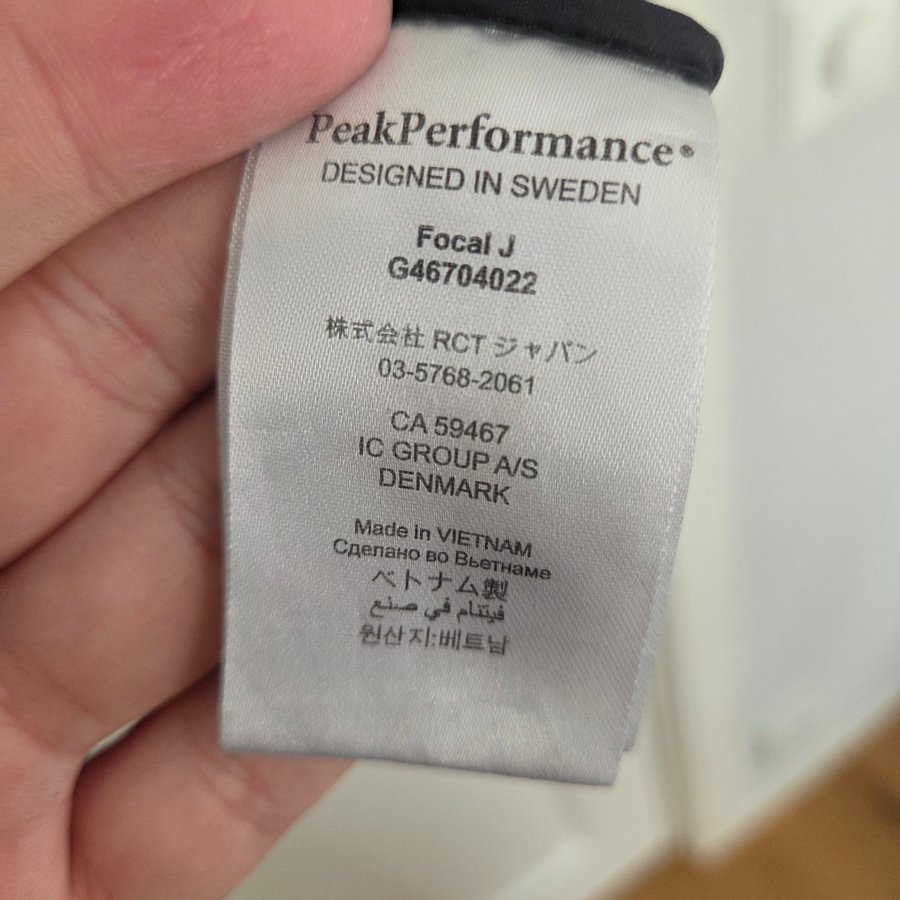 PeakPerformance®
DESIGNED IN SWEDEN
Focal J
G46704022
株式会社 RCT ジャパン
03-5768-2061
CA 59467
IC GROUP A/S
DENMARK
Made in VIETNAM
Сделано во Вьетнаме
ベトナム製
فيتنام في صنع
원산지:베트남